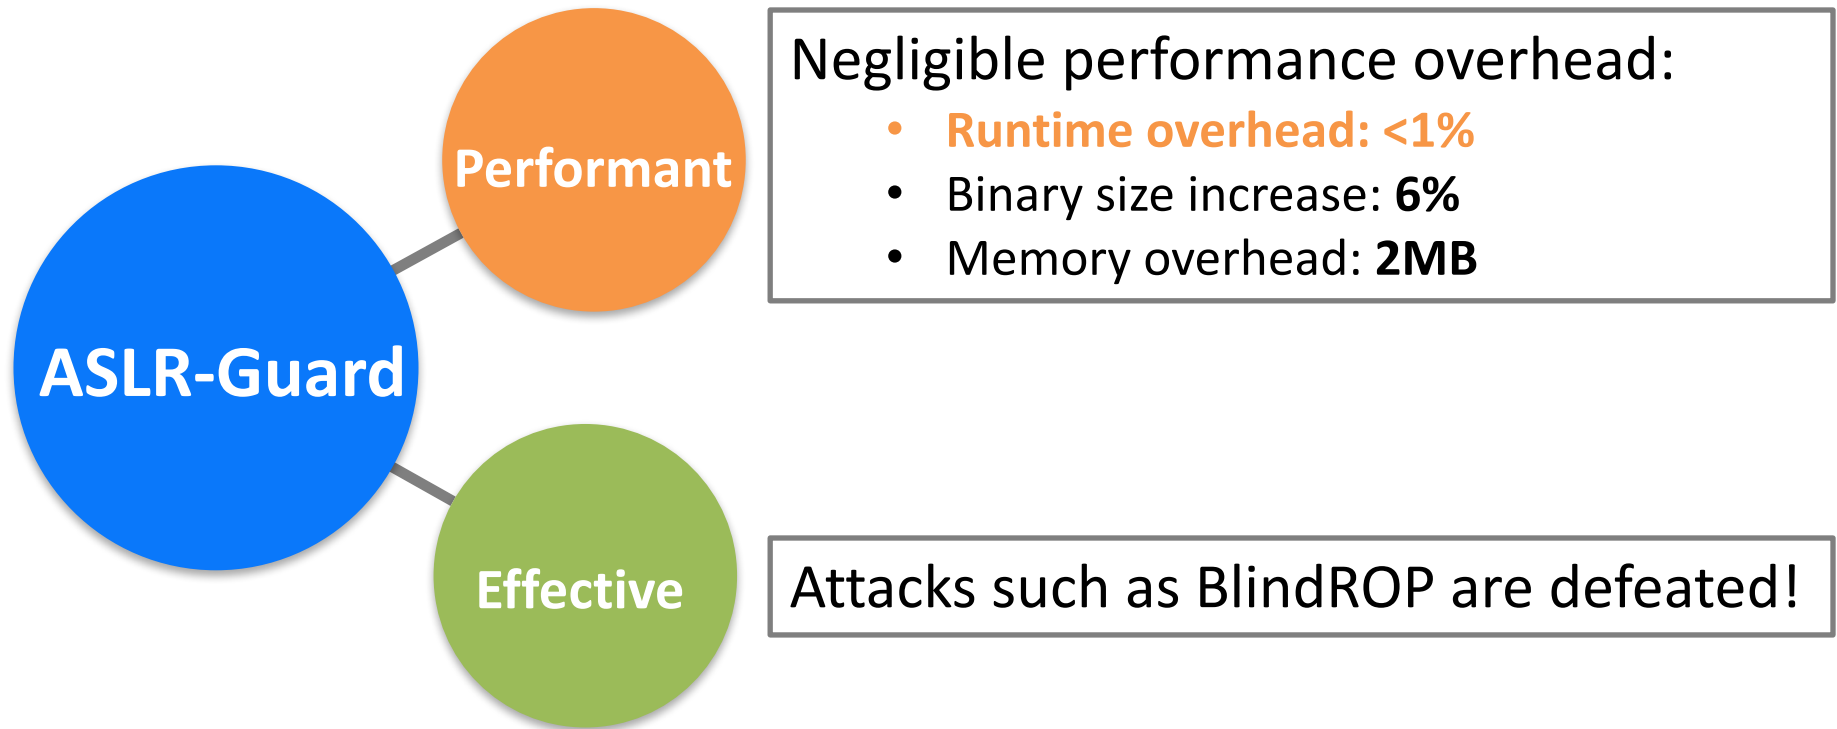 ASLR-Guard
Performant
Negligible performance overhead:
• Runtime overhead: <1%
• Binary size increase: 6%
• Memory overhead: 2MB
Effective
Attacks such as BlindROP are defeated!